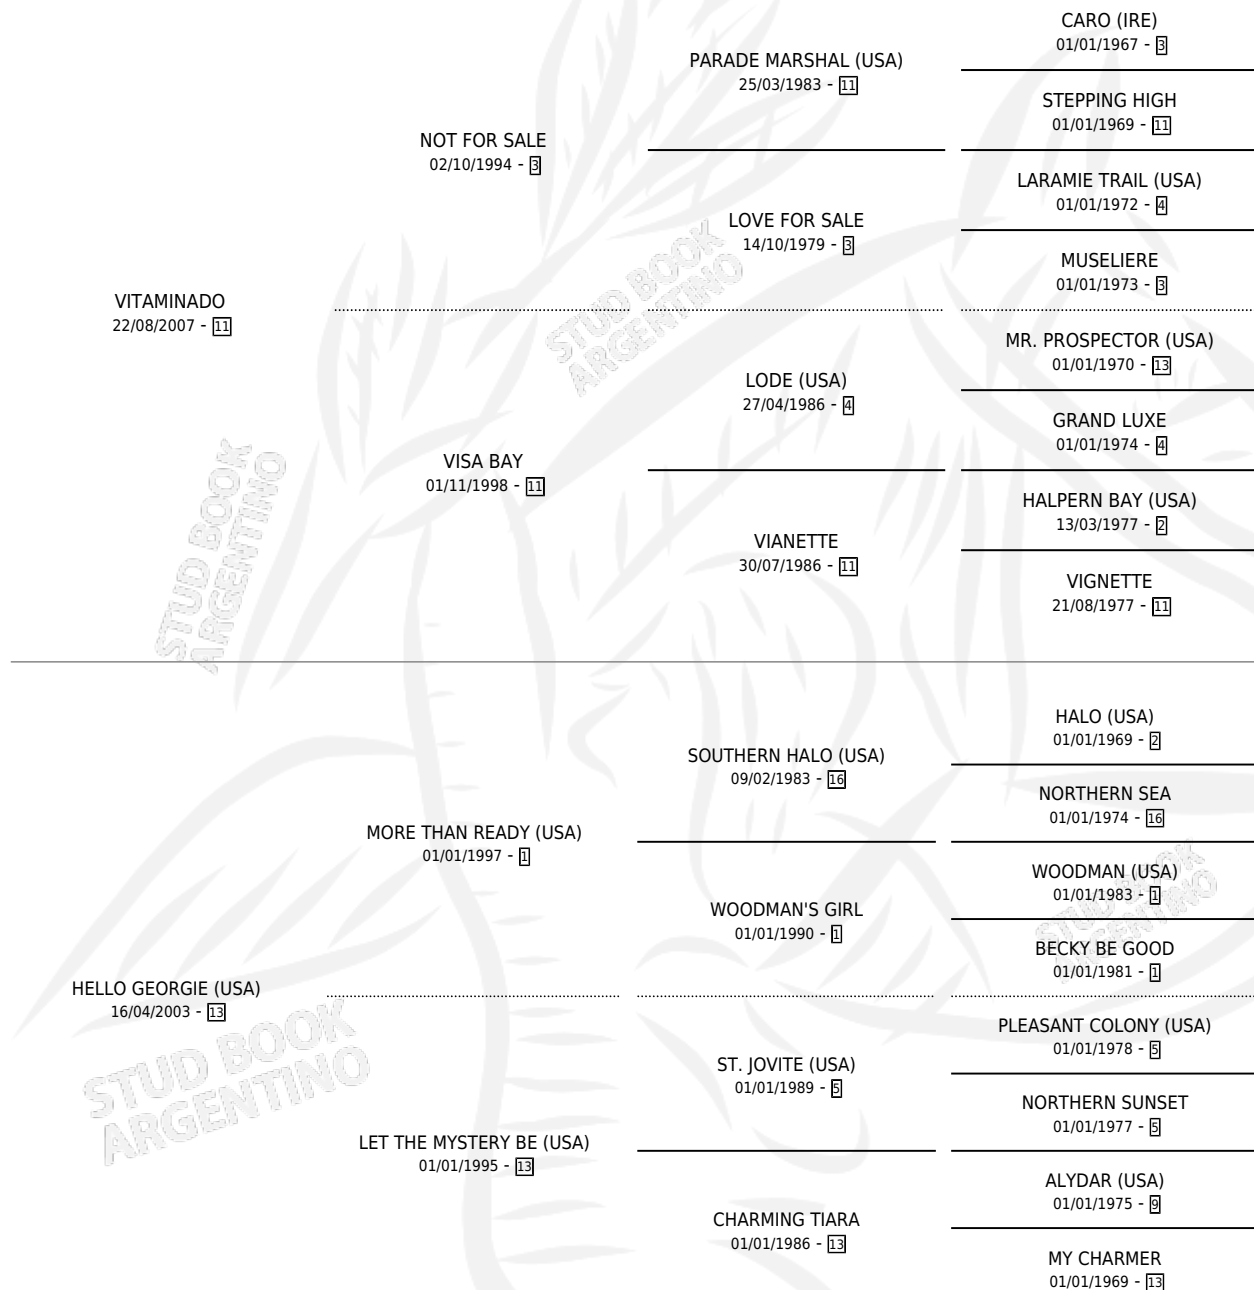 CARO (IRE)
01/01/1967 - 3
PARADE MARSHAL (USA)
25/03/1983 - 11
STEPPING HIGH
01/01/1969 - 11
NOT FOR SALE
02/10/1994 - 3
LARAMIE TRAIL (USA)
01/01/1972 - 4
LOVE FOR SALE
14/10/1979 - 3
MUSELIERE
01/01/1973 - 3
VITAMINADO
22/08/2007 - 11
STUD BOOK
ARGENTINO
MR. PROSPECTOR (USA)
01/01/1970 - 13
LODE (USA)
27/04/1986 - 4
GRAND LUXE
01/01/1974 - 4
VISA BAY
01/11/1998 - 11
HALPERN BAY (USA)
13/03/1977 - 2
VIANETTE
30/07/1986 - 11
VIGNETTE
21/08/1977 - 11
STUD BOOK
ARGENTINO
HALO (USA)
01/01/1969 - 2
SOUTHERN HALO (USA)
09/02/1983 - 16
NORTHERN SEA
01/01/1974 - 16
MORE THAN READY (USA)
01/01/1997 - 1
WOODMAN (USA)
01/01/1983 - 1
WOODMAN'S GIRL
01/01/1990 - 1
BECKY BE GOOD
01/01/1981 - 1
STUD BOOK
ARGENTINO
HELLO GEORGIE (USA)
16/04/2003 - 13
PLEASANT COLONY (USA)
01/01/1978 - 5
ST. JOVITE (USA)
01/01/1989 - 5
NORTHERN SUNSET
01/01/1977 - 5
STUD BOOK
ARGENTINO
LET THE MYSTERY BE (USA)
01/01/1995 - 13
ALYDAR (USA)
01/01/1975 - 9
CHARMING TIARA
01/01/1986 - 13
MY CHARMER
01/01/1969 - 13